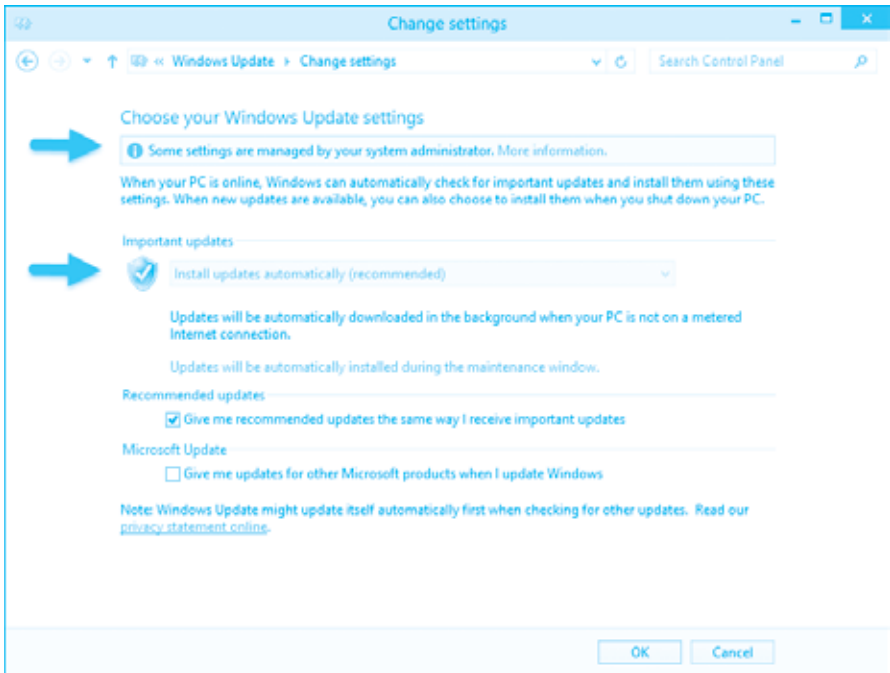 Change settings
« Windows Update Change settings
Search Control Panel
Choose your Windows Update settings
Some settings are managed by your system administrator. More information.
When your PC is online, Windows can automatically check for important updates and install them using these
settings. When new updates are available, you can also choose to install them when you shut down your PC.
Important updates
Install updates automatically (recommended)
Updates will be automatically downloaded in the background when your PC is not on a metered
Internet connection.
Updates will be automatically installed during the maintenance window.
Recommended updates
Give me recommended updates the same way I receive important updates
Microsoft Update
Give me updates for other Microsoft products when I update Windows
Note: Windows Update might update itself automatically first when checking for other updates. Read our
privacy statement online.
OK
Cancel